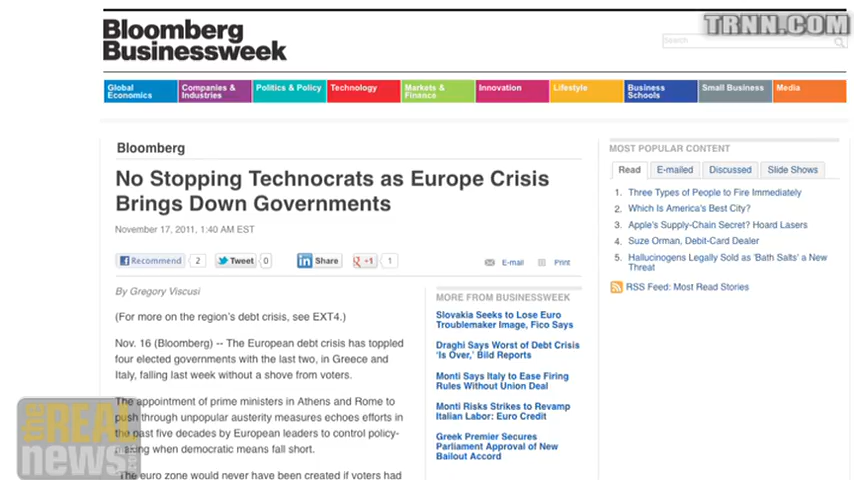 TRNN.COM
Bloomberg
Businessweek
Search
Global
Economics
Companies &
Industries
Politics & Policy
Technology
Markets &
Finance
Innovation
Lifestyle
Business
Schools
Small Business
Media
Bloomberg
No Stopping Technocrats as Europe Crisis
Brings Down Governments
November 17, 2011, 1:40 AM EST
Recommend 2 Tweet 0 Share +1 1 E-mail Print
By Gregory Viscusi
(For more on the region's debt crisis, see EXT4.)
Nov. 16 (Bloomberg) -- The European debt crisis has toppled
four elected governments with the last two, in Greece and
Italy, falling last week without a shove from voters.
The appointment of prime ministers in Athens and Rome to
push through unpopular austerity measures echoes efforts in
the past five decades by European leaders to control policy-
making when democratic means fall short.
The euro zone would never have been created if voters had
MORE FROM BUSINESSWEEK
Slovakia Seeks to Lose Euro
Troublemaker Image, Fico Says
Draghi Says Worst of Debt Crisis
'Is Over,' Bild Reports
Monti Says Italy to Ease Firing
Rules Without Union Deal
Monti Risks Strikes to Revamp
Italian Labor: Euro Credit
Greek Premier Secures
Parliament Approval of New
Bailout Accord
MOST POPULAR CONTENT
Read E-mailed Discussed Slide Shows
1. Three Types of People to Fire Immediately
2. Which Is America's Best City?
3. Apple's Supply-Chain Secret? Hoard Lasers
4. Suze Orman, Debit-Card Dealer
5. Hallucinogens Legally Sold as 'Bath Salts' a New
Threat
RSS Feed: Most Read Stories
the
REAL
news.com